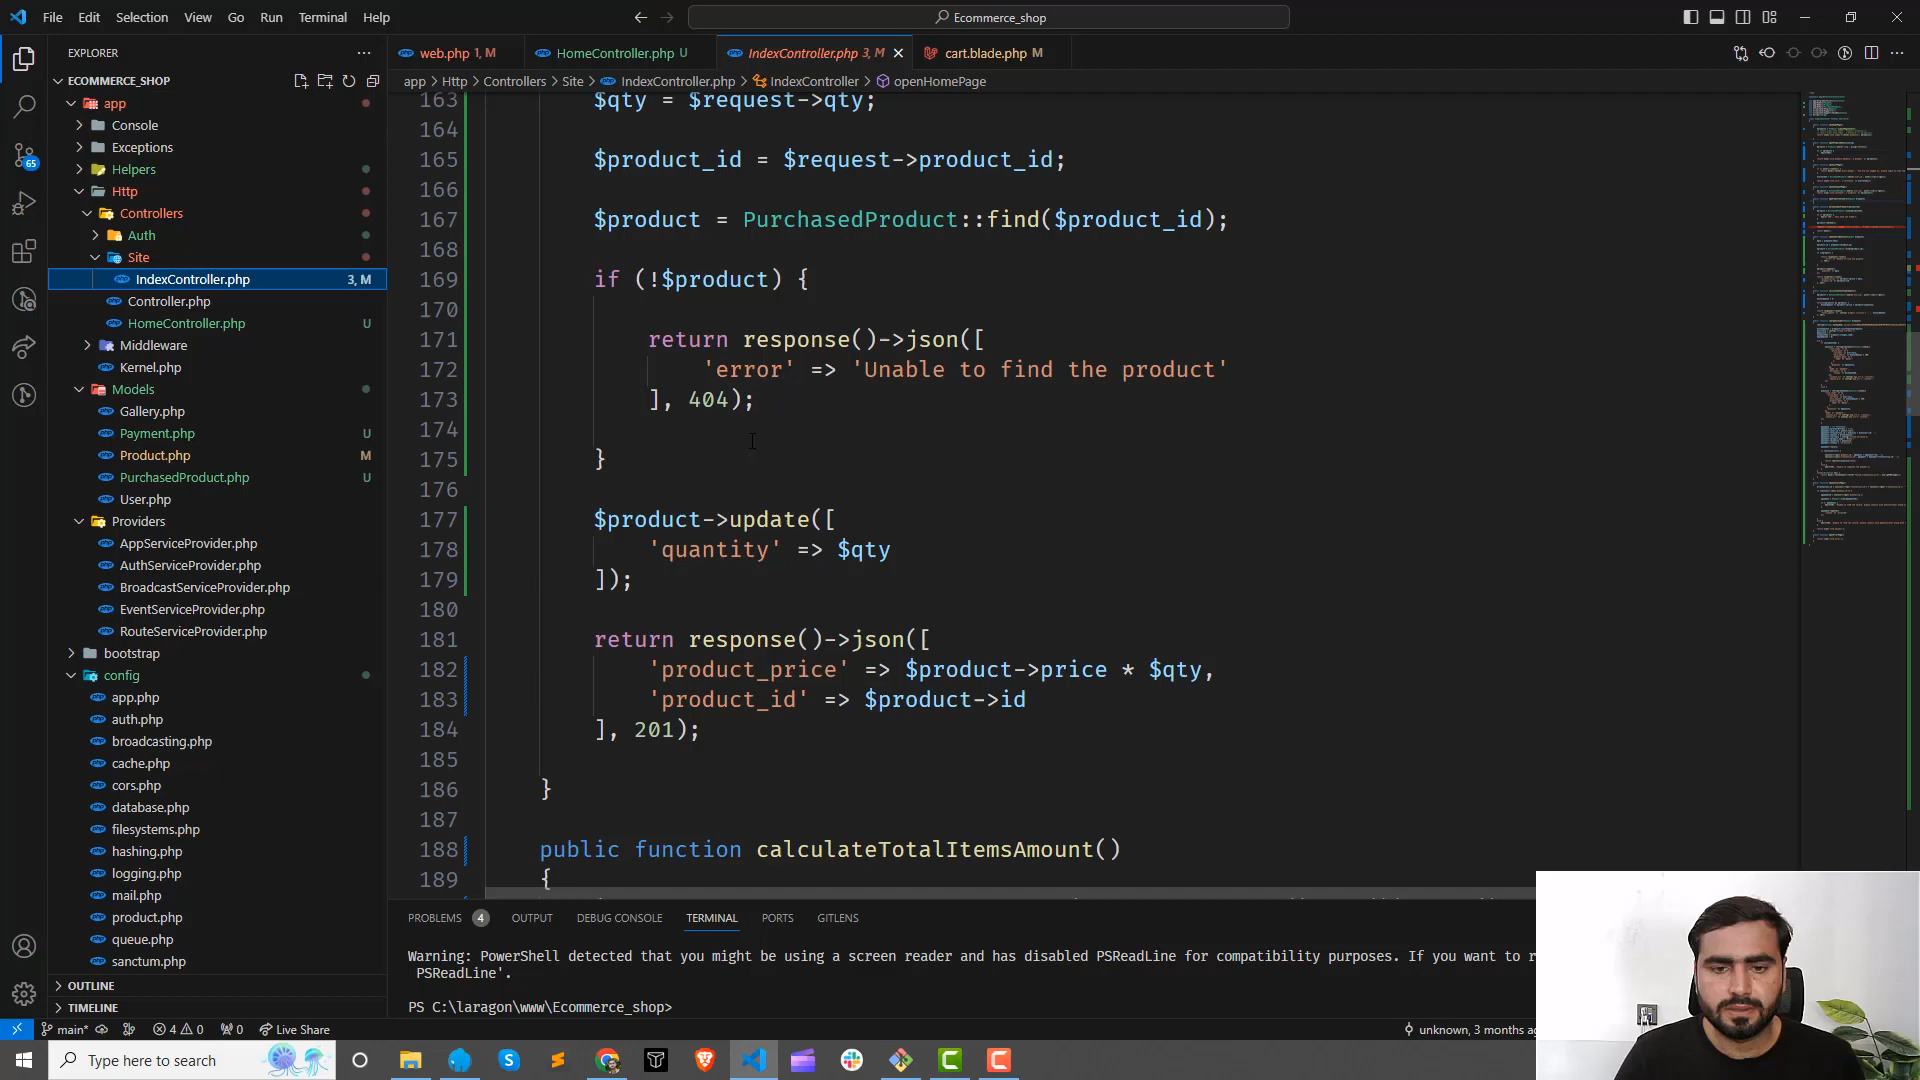 File Edit Selection View Go Run Terminal Help
Ecommerce_shop
EXPLORER
ECOMMERCE_SHOP
app
Console
Exceptions
Helpers
Http
Controllers
Auth
Site
IndexController.php 3, M
Controller.php
HomeController.php U
Middleware
Kernel.php
Models
Gallery.php
Payment.php U
Product.php M
PurchasedProduct.php U
User.php
Providers
AppServiceProvider.php
AuthServiceProvider.php
BroadcastServiceProvider.php
EventServiceProvider.php
RouteServiceProvider.php
bootstrap
config
app.php
auth.php
broadcasting.php
cache.php
cors.php
database.php
filesystems.php
hashing.php
logging.php
mail.php
product.php
queue.php
sanctum.php
OUTLINE
TIMELINE
65
web.php 1, M HomeController.php U IndexController.php 3, M cart.blade.php M
app > Http > Controllers > Site > IndexController.php > IndexController > openHomePage
163 $qty = $request->qty;
164
165 $product_id = $request->product_id;
166
167 $product = PurchasedProduct::find($product_id);
168
169 if (!$product) {
170
171 return response()->json([
172 'error' => 'Unable to find the product'
173 ], 404);
174
175 }
176
177 $product->update([
178 'quantity' => $qty
179 ]);
180
181 return response()->json([
182 'product_price' => $product->price * $qty,
183 'product_id' => $product->id
184 ], 201);
185
186 }
187
188 public function calculateTotalItemsAmount()
189 {
PROBLEMS 4 OUTPUT DEBUG CONSOLE TERMINAL PORTS GITLENS
Warning: PowerShell detected that you might be using a screen reader and has disabled PSReadLine for compatibility purposes. If you want to
PSReadLine'.
PS C:\laragon\www\Ecommerce_shop>
main* 4 0 0 Live Share
unknown, 3 months
Type here to search